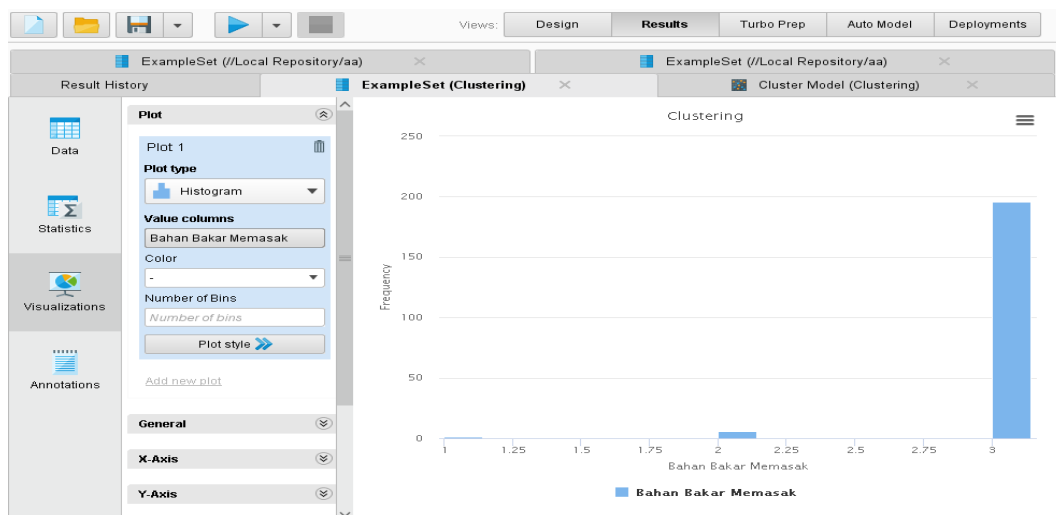 Views: Design Results Turbo Prep Auto Model Deployments
ExampleSet (//Local Repository/aa) ExampleSet (//Local Repository/aa)
Result History ExampleSet (Clustering) Cluster Model (Clustering)
Data
Statistics
Visualizations
Annotations
Plot
Plot 1
Plot type
Histogram
Value columns
Bahan Bakar Memasak
Color
-
Number of Bins
Number of bins
Plot style
Add new plot
General
X-Axis
Y-Axis
Clustering
Frequency
250
200
150
100
50
0
1 1.25 1.5 1.75 2 2.25 2.5 2.75 3
Bahan Bakar Memasak
Bahan Bakar Memasak